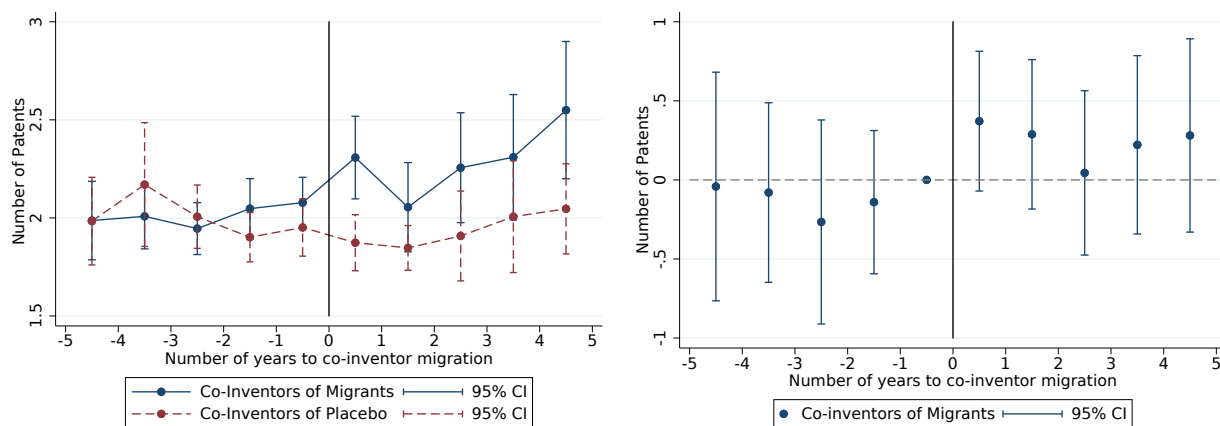 3
2.5
2
1.5
Number of Patents
-5 -4 -3 -2 -1 0 1 2 3 4 5
Number of years to co-inventor migration
Co-Inventors of Migrants 95% CI
Co-Inventors of Placebo 95% CI
1
.5
0
-.5
-1
Number of Patents
-5 -4 -3 -2 -1 0 1 2 3 4 5
Number of years to co-inventor migration
Co-inventors of Migrants 95% CI